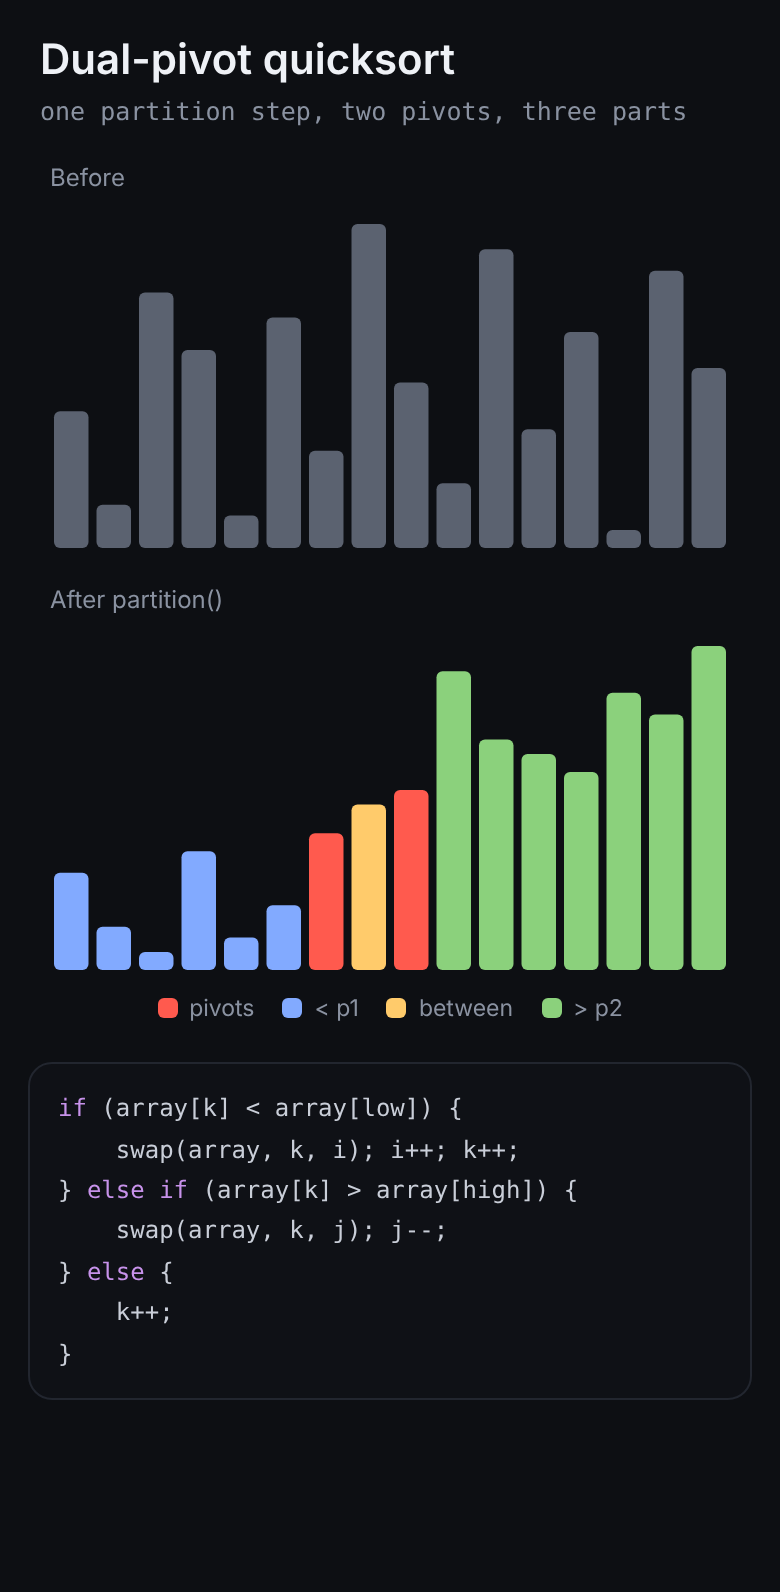 Dual-pivot quicksort
one partition step, two pivots, three parts
Before
After partition()
pivots < p1 between > p2
if (array[k] < array[low]) {
    swap(array, k, i); i++; k++;
} else if (array[k] > array[high]) {
    swap(array, k, j); j--;
} else {
    k++;
}